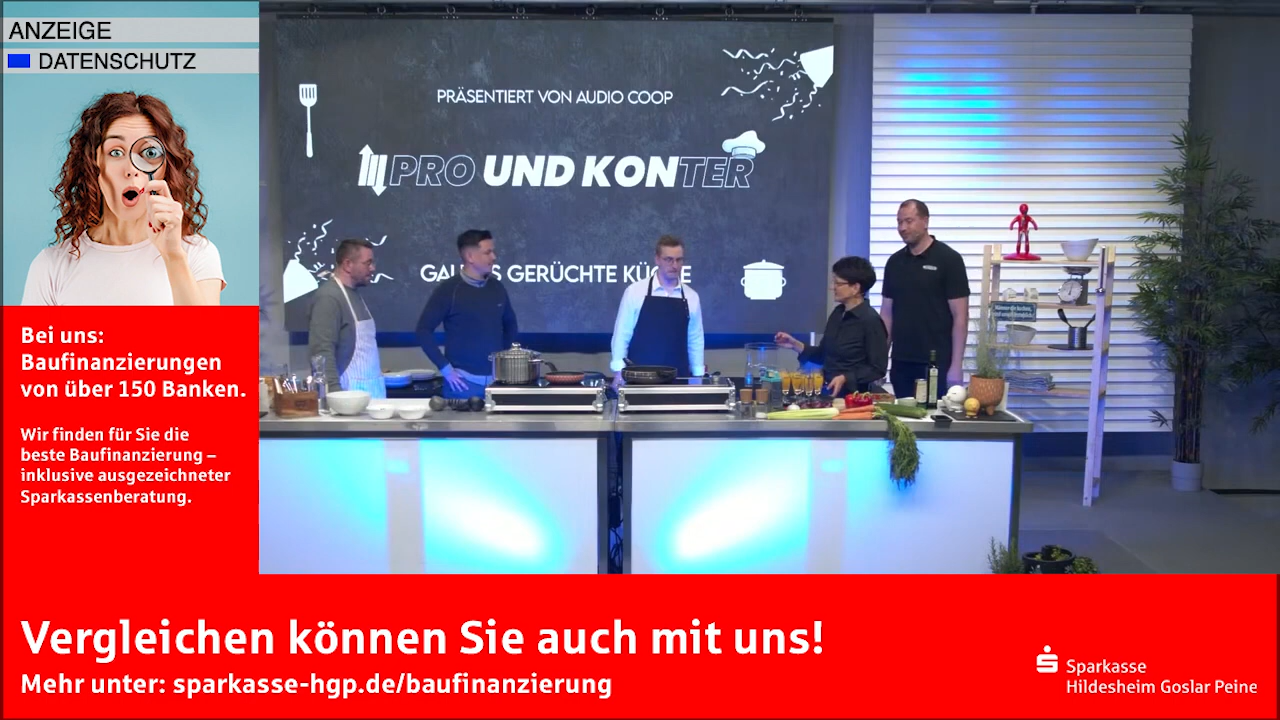 ANZEIGE
DATENSCHUTZ
PRÄSENTIERT VON AUDIO COOP
PRO UND KONTER
GERÜCHTE
Bei uns:
Baufinanzierungen
von über 150 Banken.
Wir finden für Sie die
beste Baufinanzierung –
inklusive ausgezeichneter
Sparkassenberatung.
Vergleichen können Sie auch mit uns!
Mehr unter: sparkasse-hgp.de/baufinanzierung
Sparkasse
Hildesheim Goslar Peine